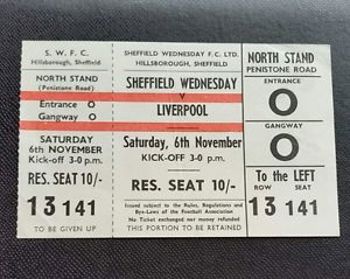 S. W. F. C.
Hillsborough, Sheffield
NORTH STAND
(Penistone Road)
Entrance O
Gangway O
SATURDAY
6th NOVEMBER
Kick-off 3-0 p.m.
RES. SEAT 10/-
13 141
TO BE GIVEN UP
SHEFFIELD WEDNESDAY F.C. LTD.
HILLSBOROUGH, SHEFFIELD
SHEFFIELD WEDNESDAY
v
LIVERPOOL
Saturday, 6th November
KICK-OFF 3-0 p.m.
RES. SEAT 10/-
Issued subject to the Rules, Regulations and
Bye-Laws of the Football Association
No Ticket exchanged nor money refunded
THIS PORTION TO BE RETAINED
NORTH STAND
PENISTONE ROAD
ENTRANCE
O
GANGWAY
O
To the LEFT
ROW SEAT
13 141